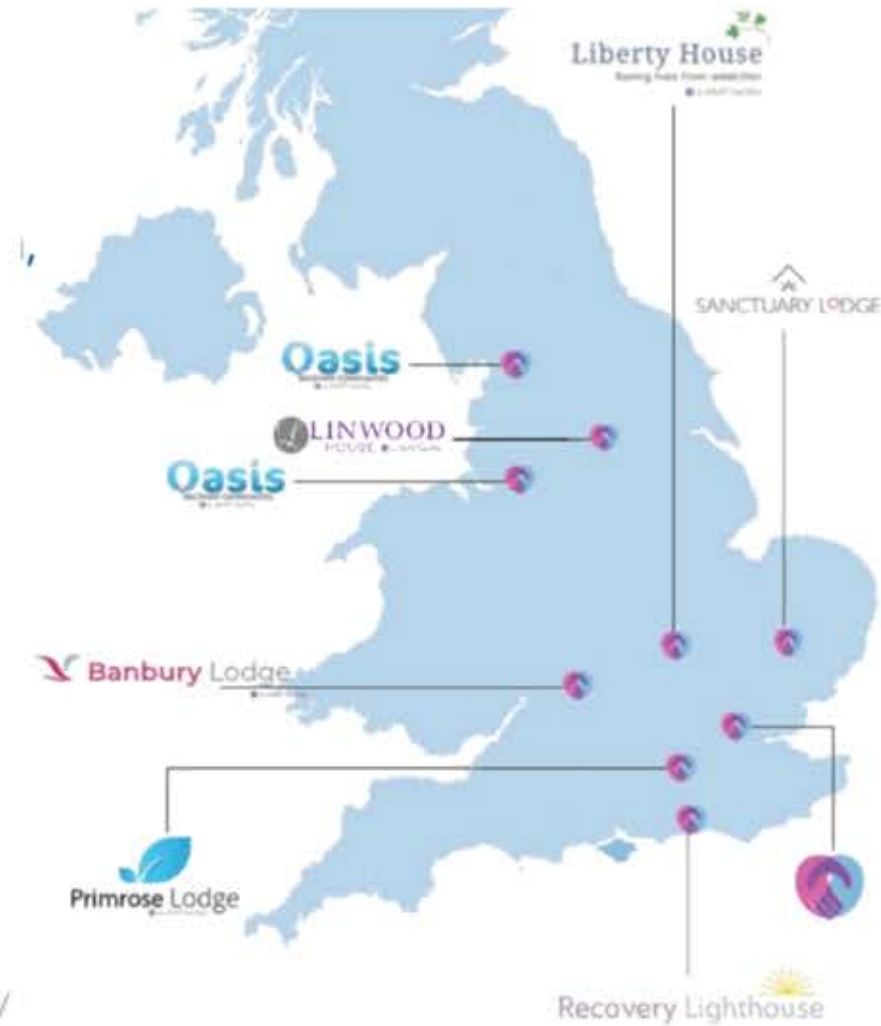 Liberty House
,
SANCTUARY LODGE
Oasis
LINWOOD
HOUSE
Oasis
Banbury Lodge
Primrose Lodge
Recovery Lighthouse
/